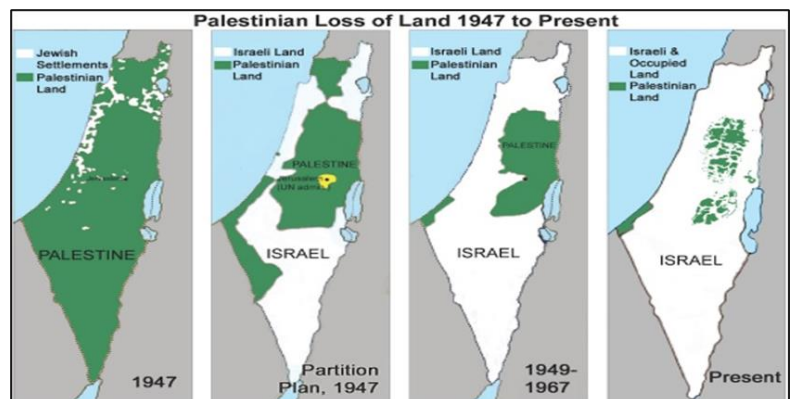 Palestinian Loss of Land 1947 to Present
Jewish
Settlements
Palestinian
Land
Jerusalem
PALESTINE
1947
Israeli Land
Palestinian
Land
PALESTINE
Jerusalem
(UN admin.)
ISRAEL
Partition
Plan, 1947
Israeli Land
Palestinian
Land
PALESTINE
ISRAEL
1949-
1967
Israeli &
Occupied
Land
Palestinian
Land
ISRAEL
Present